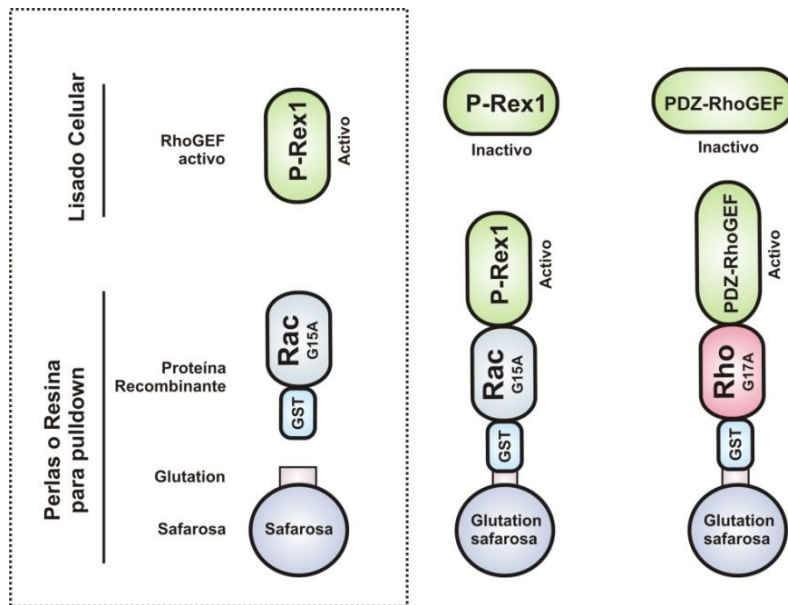 Lisado Celular
RhoGEF
activo
P-Rex1
Activo
Perlas o Resina
para pulldown
Proteína
Recombinante
Rac
G15A
GST
Glutation
Safarosa
Safarosa
P-Rex1
Inactivo
P-Rex1
Activo
Rac
G15A
GST
Glutation
safarosa
PDZ-RhoGEF
Inactivo
PDZ-RhoGEF
Activo
Rho
G17A
GST
Glutation
safarosa